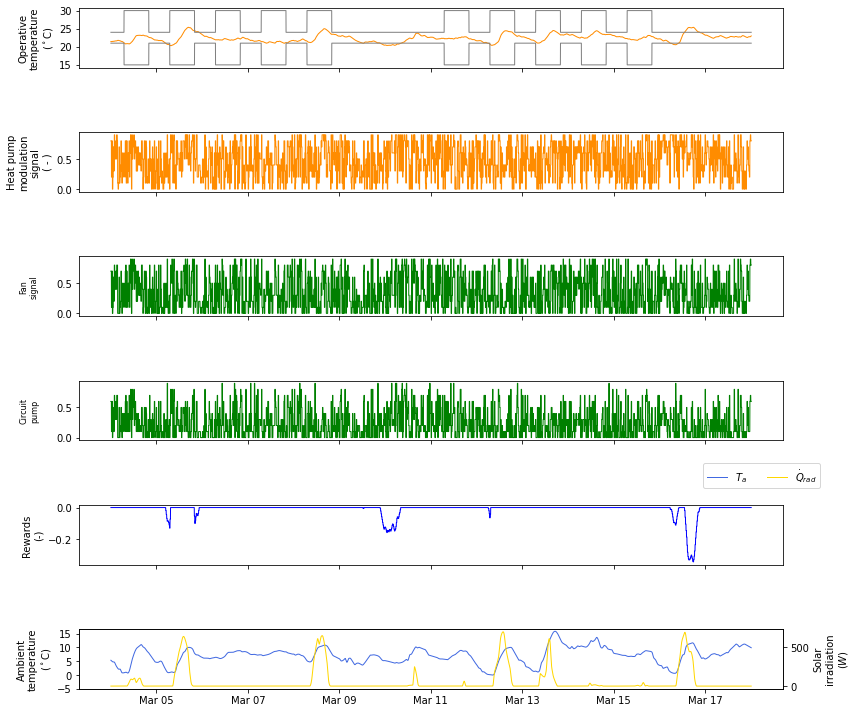 Operative
temperature
(°C)
30
25
20
15
Heat pump
modulation
signal
( - )
0.5
0.0
Fan
signal
0.5
0.0
Circuit
pump
0.5
0.0
T_a
Q̇_rad
Rewards
(-)
0.0
−0.2
Ambient
temperature
(°C)
15
10
5
0
−5
500
0
Solar
irradiation
(W)
Mar 05 Mar 07 Mar 09 Mar 11 Mar 13 Mar 15 Mar 17